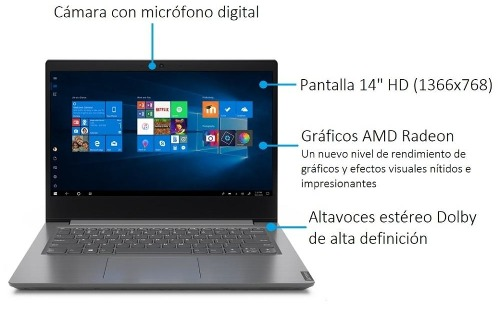 Cámara con micrófono digital
Pantalla 14" HD (1366x768)
Gráficos AMD Radeon
Un nuevo nivel de rendimiento de
gráficos y efectos visuales nítidos e
impresionantes
Altavoces estéreo Dolby
de alta definición